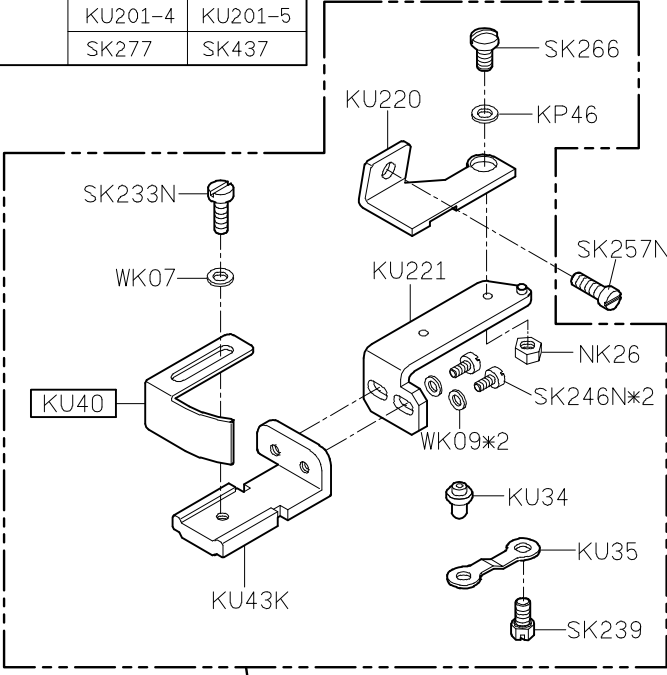 KU201-4 KU201-5
SK277 SK437
SK266
KU220
KP46
SK233N
SK257N
WK07
KU221
NK26
KU40
SK246N*2
WK09*2
KU34
KU35
KU43K
SK239